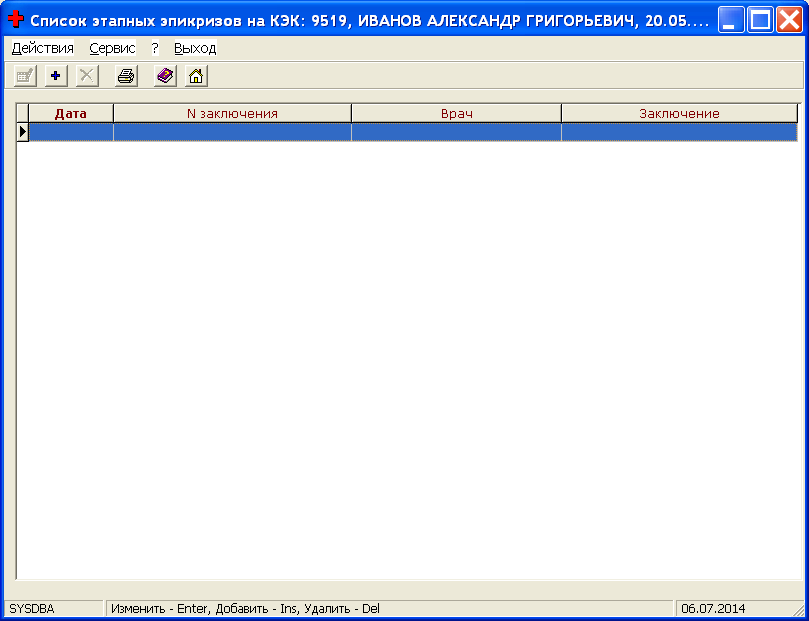 Список этапных эпикризов на КЭК: 9519, ИВАНОВ АЛЕКСАНДР ГРИГОРЬЕВИЧ, 20.05....
Действия Сервис ? Выход
Дата N заключения Врач Заключение
SYSDBA Изменить - Enter, Добавить - Ins, Удалить - Del 06.07.2014